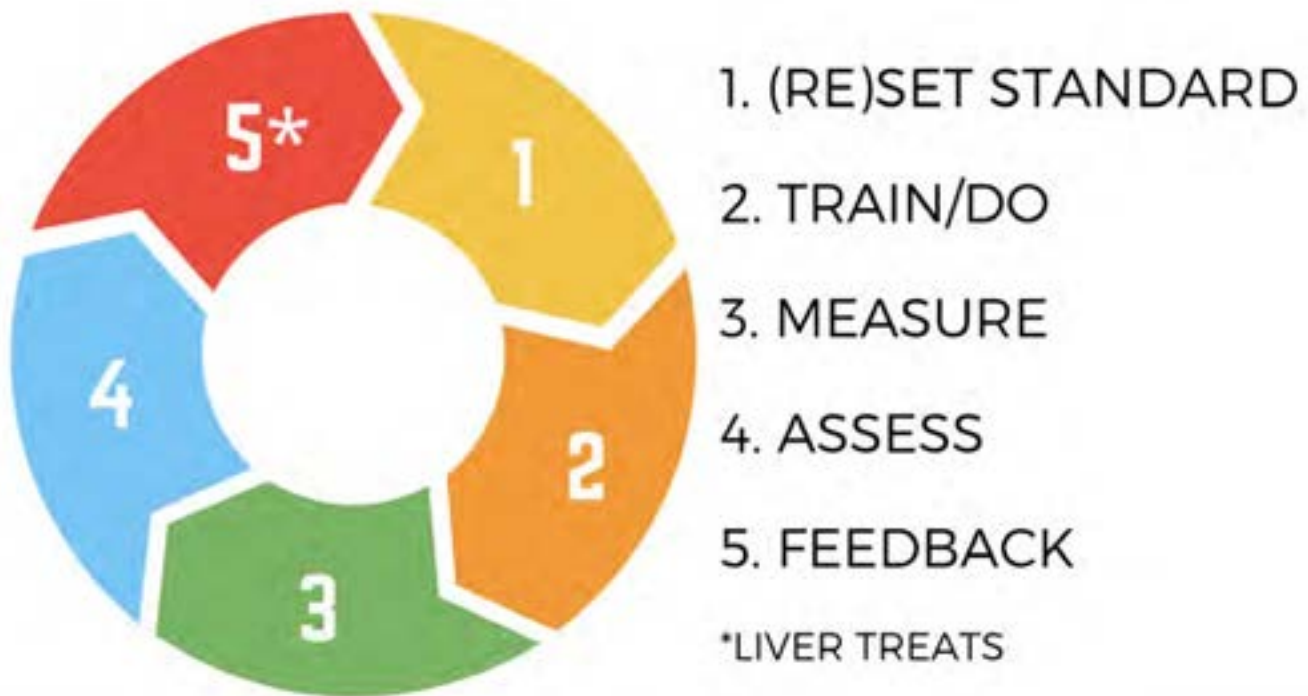 5*
1
2
3
4
1. (RE)SET STANDARD
2. TRAIN/DO
3. MEASURE
4. ASSESS
5. FEEDBACK
*LIVER TREATS